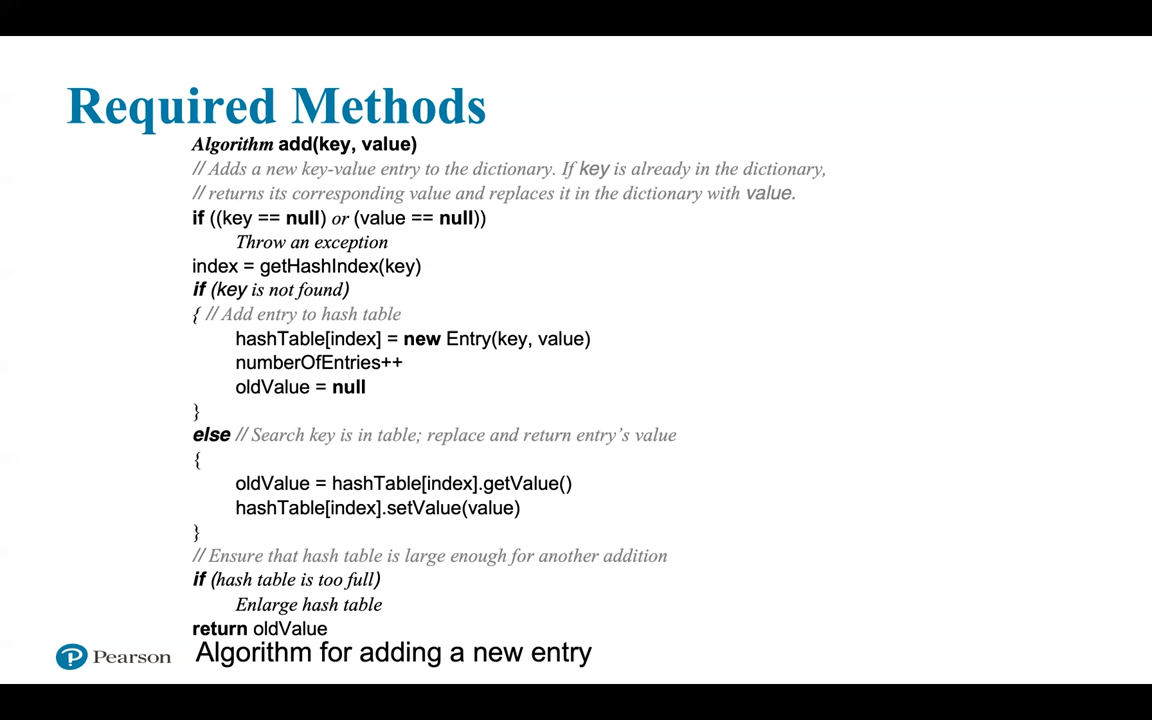 Required Methods
Algorithm add(key, value)
// Adds a new key-value entry to the dictionary. If key is already in the dictionary,
// returns its corresponding value and replaces it in the dictionary with value.
if ((key == null) or (value == null))
Throw an exception
index = getHashIndex(key)
if (key is not found)
{ // Add entry to hash table
hashTable[index] = new Entry(key, value)
numberOfEntries++
oldValue = null
}
else // Search key is in table; replace and return entry’s value
{
oldValue = hashTable[index].getValue()
hashTable[index].setValue(value)
}
// Ensure that hash table is large enough for another addition
if (hash table is too full)
Enlarge hash table
return oldValue
P Pearson Algorithm for adding a new entry